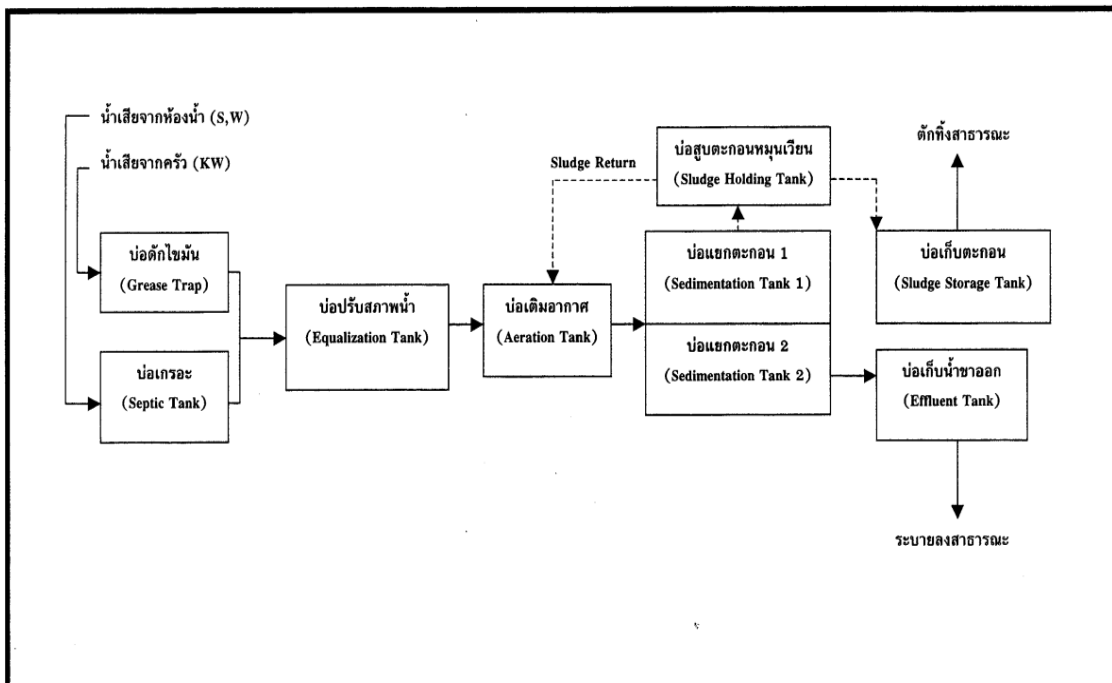 น้ำเสียจากห้องน้ำ (S,W)
น้ำเสียจากครัว (KW)
บ่อดักไขมัน
(Grease Trap)
บ่อเกรอะ
(Septic Tank)
บ่อปรับสภาพน้ำ
(Equalization Tank)
บ่อเติมอากาศ
(Aeration Tank)
Sludge Return
บ่อสูบตะกอนหมุนเวียน
(Sludge Holding Tank)
บ่อแยกตะกอน 1
(Sedimentation Tank 1)
บ่อแยกตะกอน 2
(Sedimentation Tank 2)
ตักทิ้งสาธารณะ
บ่อเก็บตะกอน
(Sludge Storage Tank)
บ่อเก็บน้ำขาออก
(Effluent Tank)
ระบายลงสาธารณะ